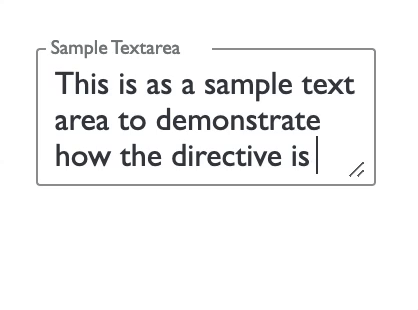 Sample Textarea
This is as a sample text
area to demonstrate
how the directive is